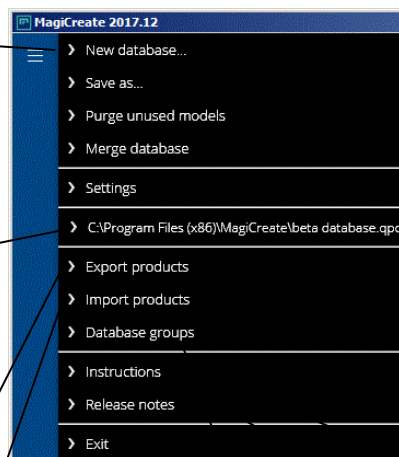 MagiCreate 2017.12
New database...
Save as...
Purge unused models
Merge database
Settings
C:\Program Files (x86)\MagiCreate\beta database.qpd
Export products
Import products
Database groups
Instructions
Release notes
Exit